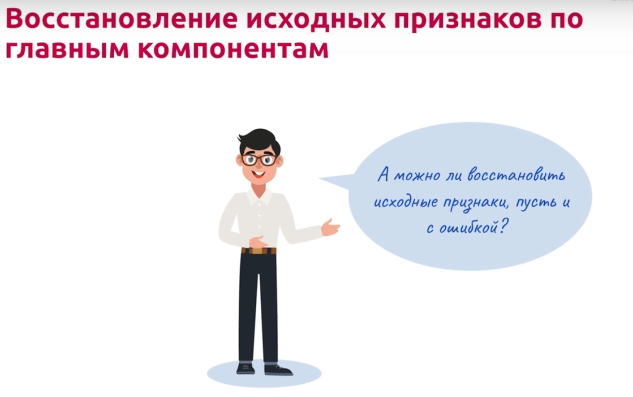 Восстановление исходных признаков по
главным компонентам
А можно ли восстановить
исходные признаки, пусть и
с ошибкой?